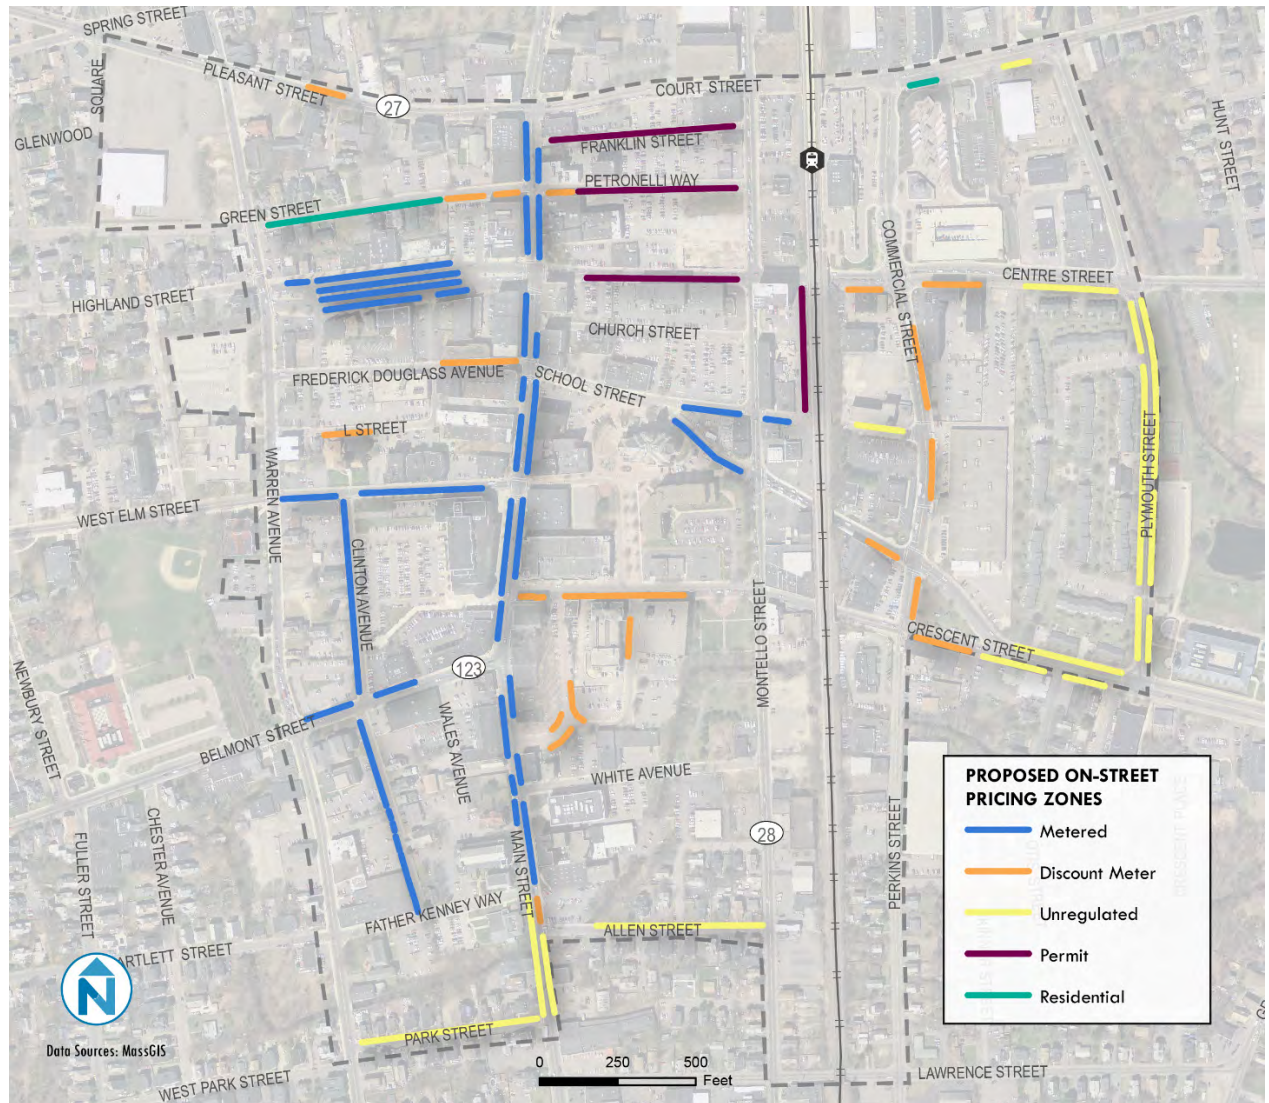 SPRING STREET
PLEASANT STREET
SQUARE
GLENWOOD
27
COURT STREET
FRANKLIN STREET
PETRONELLI WAY
HUNT STREET
GREEN STREET
COMMERCIAL STREET
CENTRE STREET
HIGHLAND STREET
CHURCH STREET
FREDERICK DOUGLASS AVENUE
SCHOOL STREET
L STREET
WARREN AVENUE
PLYMOUTH STREET
WEST ELM STREET
CLINTON AVENUE
MONTELLO STREET
CRESCENT STREET
123
NEWBURY STREET
BELMONT STREET
WALES AVENUE
WHITE AVENUE
28
PERKINS STREET
CHESTER AVENUE
FULLER STREET
MAIN STREET
FATHER KENNEY WAY
ALLEN STREET
ARTLETT STREET
PARK STREET
WEST PARK STREET
LAWRENCE STREET
PROPOSED ON-STREET
PRICING ZONES
Metered
Discount Meter
Unregulated
Permit
Residential
CRESCENT PLACE
N
Data Sources: MassGIS
0 250 500
Feet